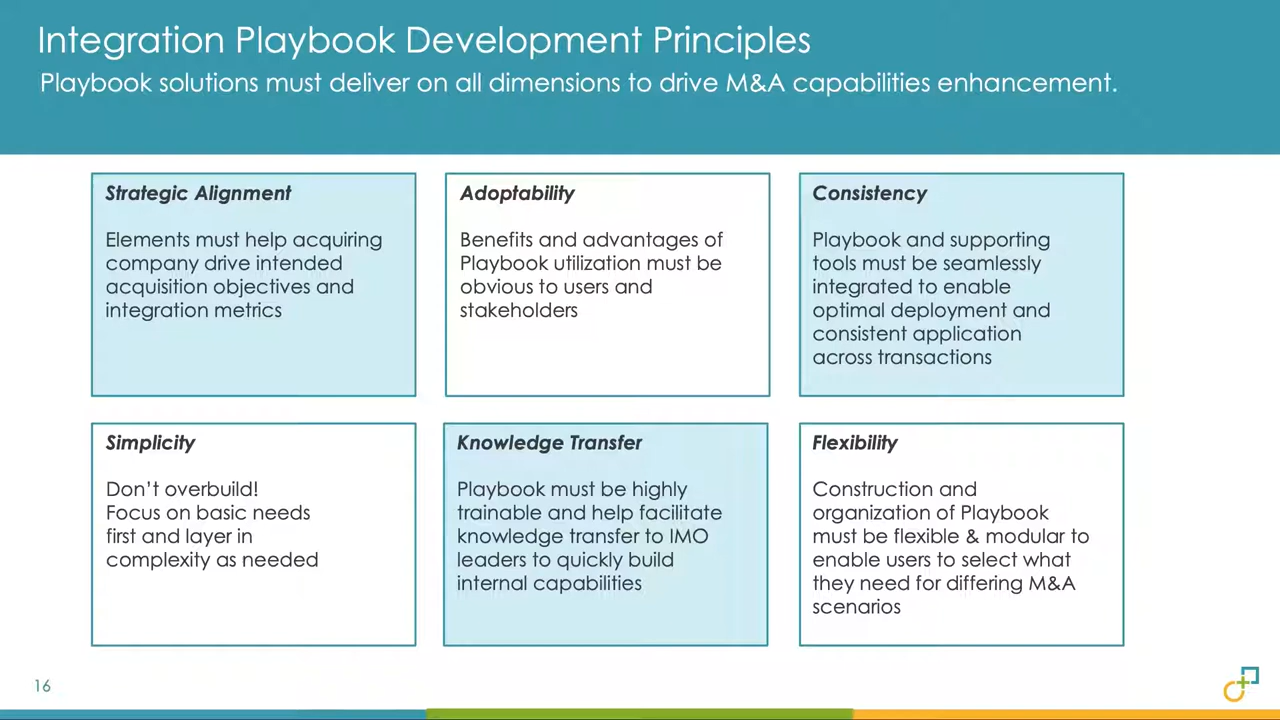 Integration Playbook Development Principles
Playbook solutions must deliver on all dimensions to drive M&A capabilities enhancement.
Strategic Alignment
Elements must help acquiring
company drive intended
acquisition objectives and
integration metrics
Adoptability
Benefits and advantages of
Playbook utilization must be
obvious to users and
stakeholders
Consistency
Playbook and supporting
tools must be seamlessly
integrated to enable
optimal deployment and
consistent application
across transactions
Simplicity
Don’t overbuild!
Focus on basic needs
first and layer in
complexity as needed
Knowledge Transfer
Playbook must be highly
trainable and help facilitate
knowledge transfer to IMO
leaders to quickly build
internal capabilities
Flexibility
Construction and
organization of Playbook
must be flexible & modular to
enable users to select what
they need for differing M&A
scenarios
16